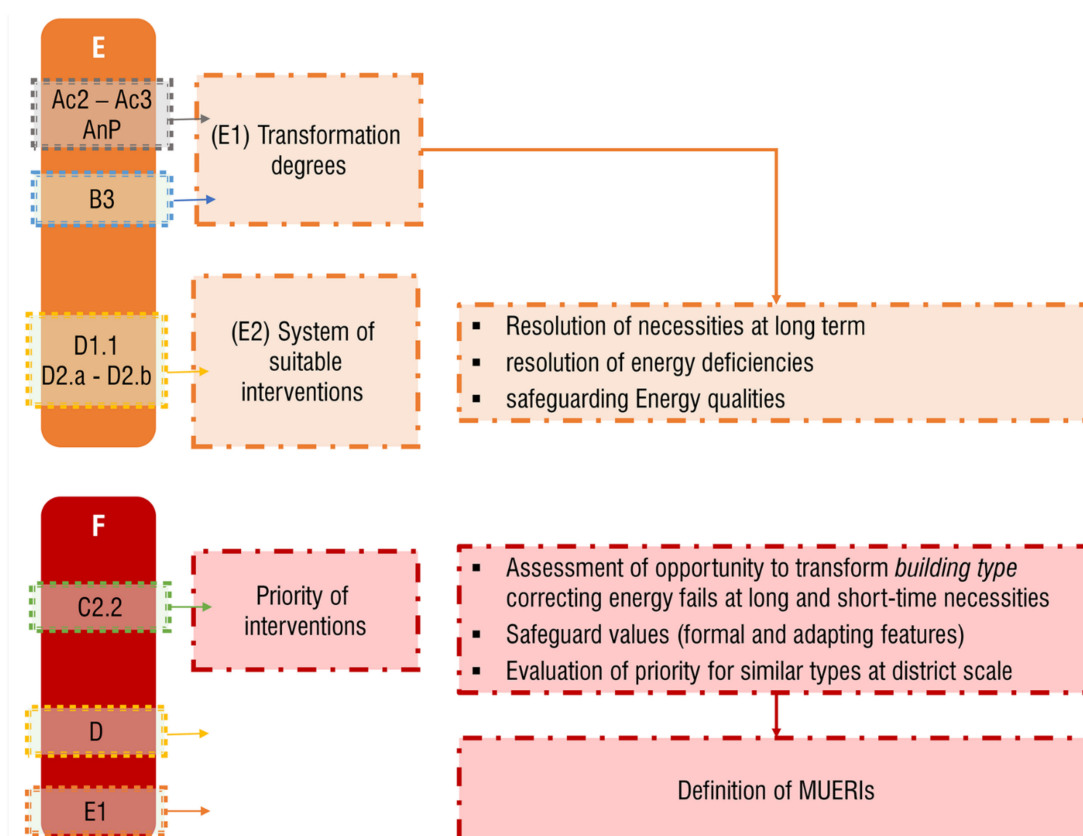 E
Ac2 – Ac3
AnP
B3
(E1) Transformation
degrees
D1.1
D2.a - D2.b
(E2) System of
suitable
interventions
▪ Resolution of necessities at long term
▪ resolution of energy deficiencies
▪ safeguarding Energy qualities
F
C2.2
Priority of
interventions
▪ Assessment of opportunity to transform building type
correcting energy fails at long and short-time necessities
▪ Safeguard values (formal and adapting features)
▪ Evaluation of priority for similar types at district scale
D
E1
Definition of MUERIs